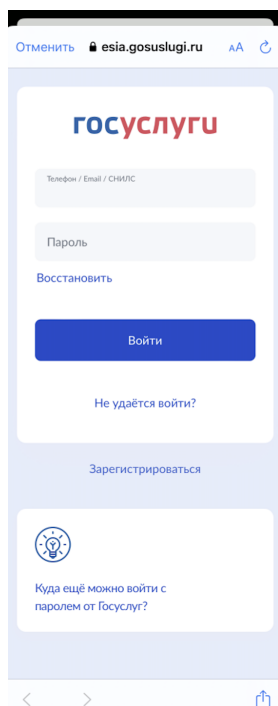 Отменить esia.gosuslugi.ru AA
госуслуги
Телефон / Email / СНИЛС
Пароль
Восстановить
Войти
Не удаётся войти?
Зарегистрироваться
Куда ещё можно войти с
паролем от Госуслуг?